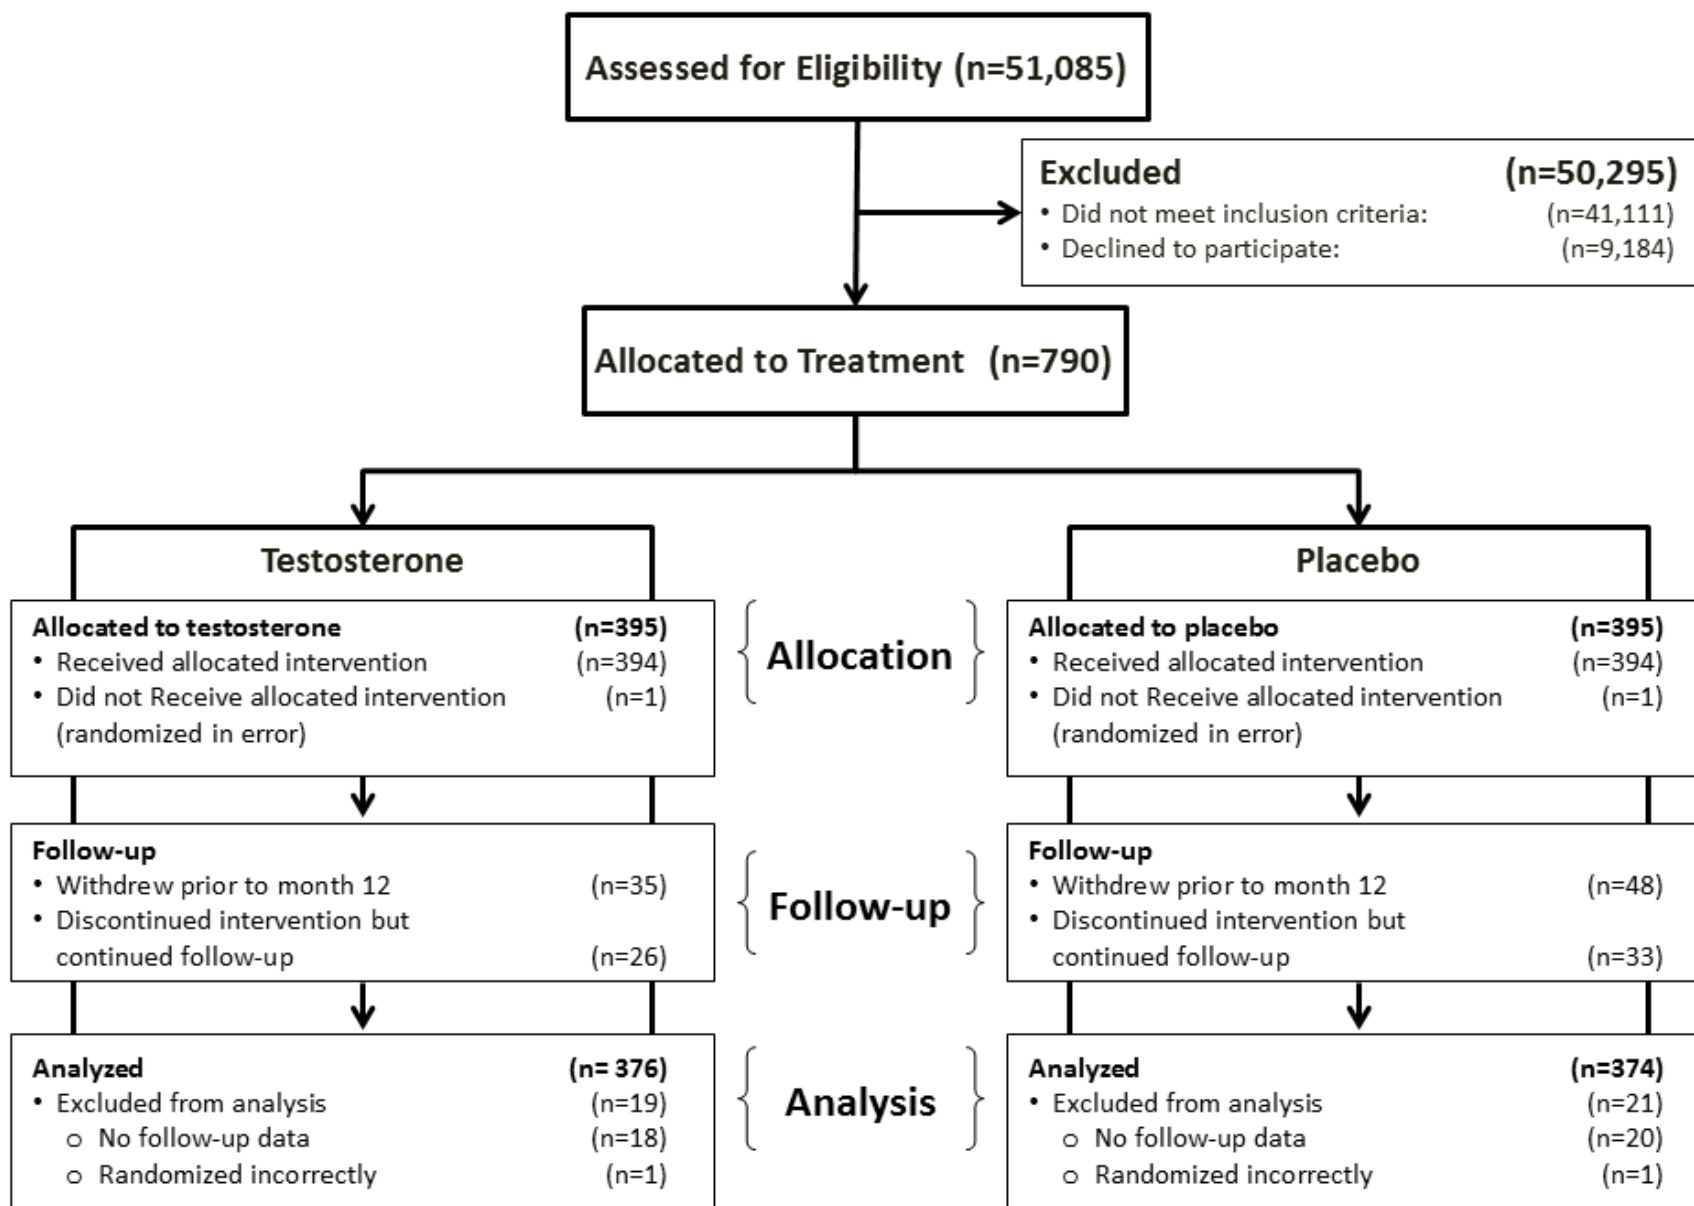 Assessed for Eligibility (n=51,085)
Excluded (n=50,295)
• Did not meet inclusion criteria: (n=41,111)
• Declined to participate: (n=9,184)
Allocated to Treatment (n=790)
Testosterone
Allocated to testosterone (n=395)
• Received allocated intervention (n=394)
• Did not Receive allocated intervention (n=1)
(randomized in error)
Follow-up
• Withdrew prior to month 12 (n=35)
• Discontinued intervention but
continued follow-up (n=26)
Analyzed (n= 376)
• Excluded from analysis (n=19)
o No follow-up data (n=18)
o Randomized incorrectly (n=1)
Allocation
Follow-up
Analysis
Placebo
Allocated to placebo (n=395)
• Received allocated intervention (n=394)
• Did not Receive allocated intervention (n=1)
(randomized in error)
Follow-up
• Withdrew prior to month 12 (n=48)
• Discontinued intervention but
continued follow-up (n=33)
Analyzed (n=374)
• Excluded from analysis (n=21)
o No follow-up data (n=20)
o Randomized incorrectly (n=1)